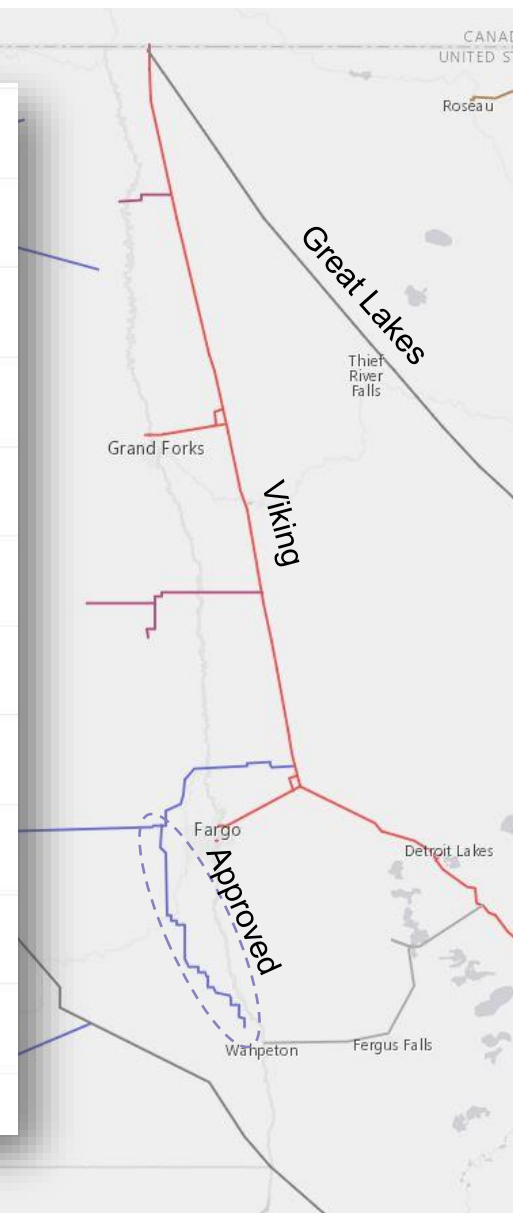 CANAD
UNITED ST
Roseau
Great Lakes
Thief
River
Falls
Grand Forks
Viking
Fargo
Detroit Lakes
Approved
Wahpeton
Fergus Falls